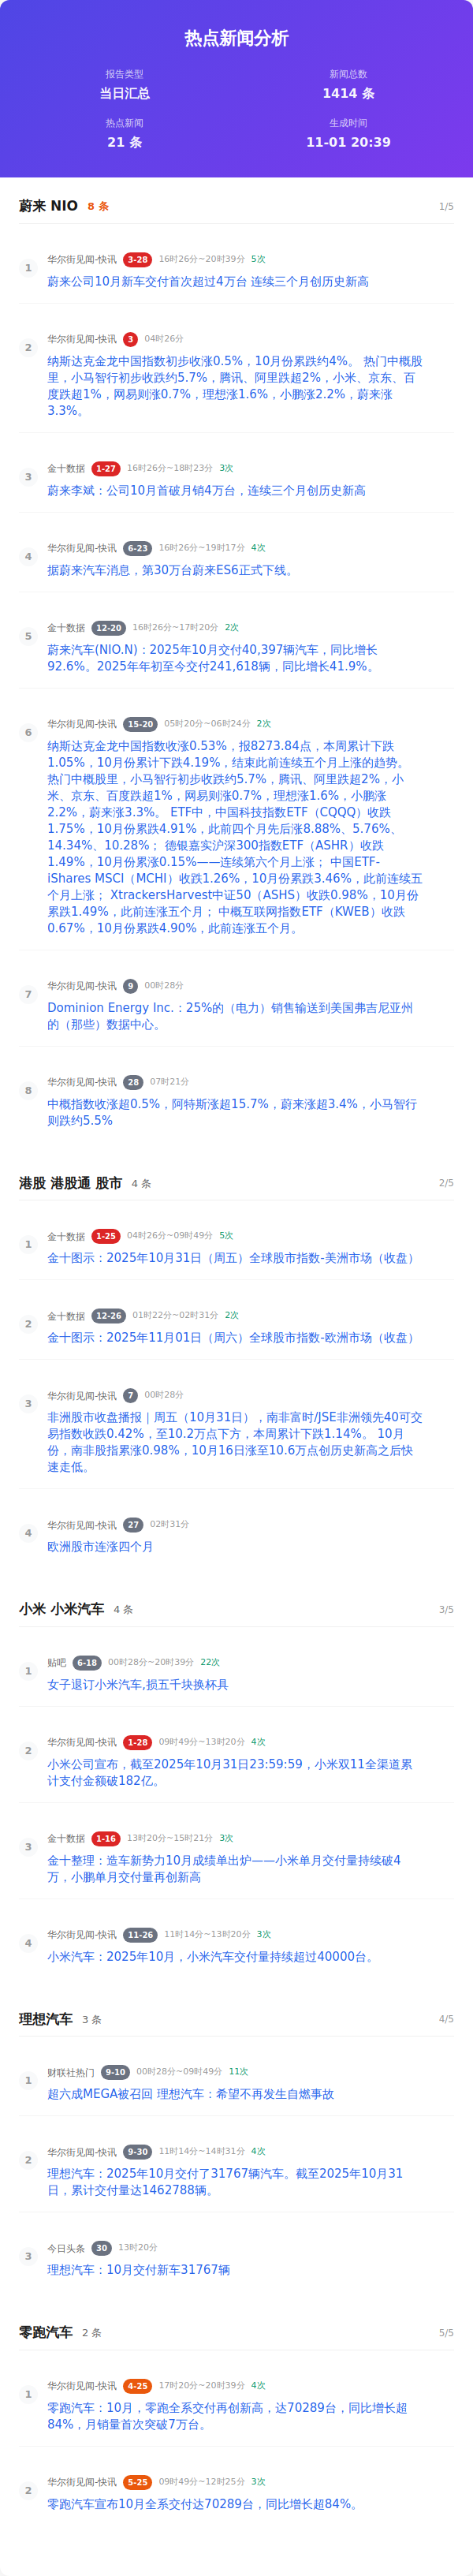 热点新闻分析
报告类型
新闻总数
当日汇总
1414 条
热点新闻
生成时间
21 条
11-01 20:39
蔚来 NIO 8 条 1/5
1
华尔街见闻-快讯 3-28 16时26分~20时39分 5次
蔚来公司10月新车交付首次超过4万台 连续三个月创历史新高
2
华尔街见闻-快讯 3 04时26分
纳斯达克金龙中国指数初步收涨0.5%，10月份累跌约4%。 热门中概股
里，小马智行初步收跌约5.7%，腾讯、阿里跌超2%，小米、京东、百
度跌超1%，网易则涨0.7%，理想涨1.6%，小鹏涨2.2%，蔚来涨
3.3%。
3
金十数据 1-27 16时26分~18时23分 3次
蔚来李斌：公司10月首破月销4万台，连续三个月创历史新高
4
华尔街见闻-快讯 6-23 16时26分~19时17分 4次
据蔚来汽车消息，第30万台蔚来ES6正式下线。
5
金十数据 12-20 16时26分~17时20分 2次
蔚来汽车(NIO.N)：2025年10月交付40,397辆汽车，同比增长
92.6%。2025年年初至今交付241,618辆，同比增长41.9%。
6
华尔街见闻-快讯 15-20 05时20分~06时24分 2次
纳斯达克金龙中国指数收涨0.53%，报8273.84点，本周累计下跌
1.05%，10月份累计下跌4.19%，结束此前连续五个月上涨的趋势。
热门中概股里，小马智行初步收跌约5.7%，腾讯、阿里跌超2%，小
米、京东、百度跌超1%，网易则涨0.7%，理想涨1.6%，小鹏涨
2.2%，蔚来涨3.3%。 ETF中，中国科技指数ETF（CQQQ）收跌
1.75%，10月份累跌4.91%，此前四个月先后涨8.88%、5.76%、
14.34%、10.28%； 德银嘉实沪深300指数ETF（ASHR）收跌
1.49%，10月份累涨0.15%——连续第六个月上涨； 中国ETF-
iShares MSCI（MCHI）收跌1.26%，10月份累跌3.46%，此前连续五
个月上涨； XtrackersHarvest中证50（ASHS）收跌0.98%，10月份
累跌1.49%，此前连涨五个月； 中概互联网指数ETF（KWEB）收跌
0.67%，10月份累跌4.90%，此前连涨五个月。
7
华尔街见闻-快讯 9 00时28分
Dominion Energy Inc.：25%的（电力）销售输送到美国弗吉尼亚州
的（那些）数据中心。
8
华尔街见闻-快讯 28 07时21分
中概指数收涨超0.5%，阿特斯涨超15.7%，蔚来涨超3.4%，小马智行
则跌约5.5%
港股 港股通 股市 4 条 2/5
1
金十数据 1-25 04时26分~09时49分 5次
金十图示：2025年10月31日（周五）全球股市指数-美洲市场（收盘）
2
金十数据 12-26 01时22分~02时31分 2次
金十图示：2025年11月01日（周六）全球股市指数-欧洲市场（收盘）
3
华尔街见闻-快讯 7 00时28分
非洲股市收盘播报｜周五（10月31日），南非富时/JSE非洲领先40可交
易指数收跌0.42%，至10.2万点下方，本周累计下跌1.14%。 10月
份，南非股指累涨0.98%，10月16日涨至10.6万点创历史新高之后快
速走低。
4
华尔街见闻-快讯 27 02时31分
欧洲股市连涨四个月
小米 小米汽车 4 条 3/5
1
贴吧 6-18 00时28分~20时39分 22次
女子退订小米汽车,损五千块换杯具
2
华尔街见闻-快讯 1-28 09时49分~13时20分 4次
小米公司宣布，截至2025年10月31日23:59:59，小米双11全渠道累
计支付金额破182亿。
3
金十数据 1-16 13时20分~15时21分 3次
金十整理：造车新势力10月成绩单出炉——小米单月交付量持续破4
万，小鹏单月交付量再创新高
4
华尔街见闻-快讯 11-26 11时14分~13时20分 3次
小米汽车：2025年10月，小米汽车交付量持续超过40000台。
理想汽车 3 条 4/5
1
财联社热门 9-10 00时28分~09时49分 11次
超六成MEGA被召回 理想汽车：希望不再发生自燃事故
2
华尔街见闻-快讯 9-30 11时14分~14时31分 4次
理想汽车：2025年10月交付了31767辆汽车。截至2025年10月31
日，累计交付量达1462788辆。
3
今日头条 30 13时20分
理想汽车：10月交付新车31767辆
零跑汽车 2 条 5/5
1
华尔街见闻-快讯 4-25 17时20分~20时39分 4次
零跑汽车：10月，零跑全系交付再创新高，达70289台，同比增长超
84%，月销量首次突破7万台。
2
华尔街见闻-快讯 5-25 09时49分~12时25分 3次
零跑汽车宣布10月全系交付达70289台，同比增长超84%。